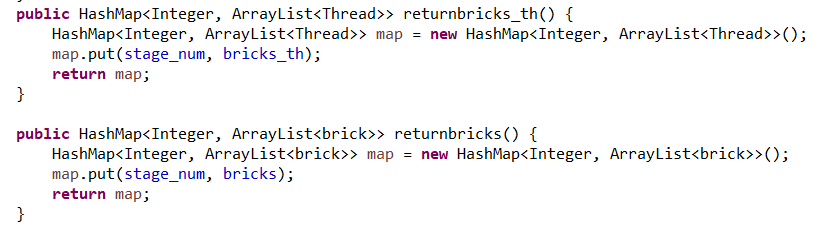 public HashMap<Integer, ArrayList<Thread>> returnbricks_th() {
    HashMap<Integer, ArrayList<Thread>> map = new HashMap<Integer, ArrayList<Thread>>();
    map.put(stage_num, bricks_th);
    return map;
}

public HashMap<Integer, ArrayList<brick>> returnbricks() {
    HashMap<Integer, ArrayList<brick>> map = new HashMap<Integer, ArrayList<brick>>();
    map.put(stage_num, bricks);
    return map;
}